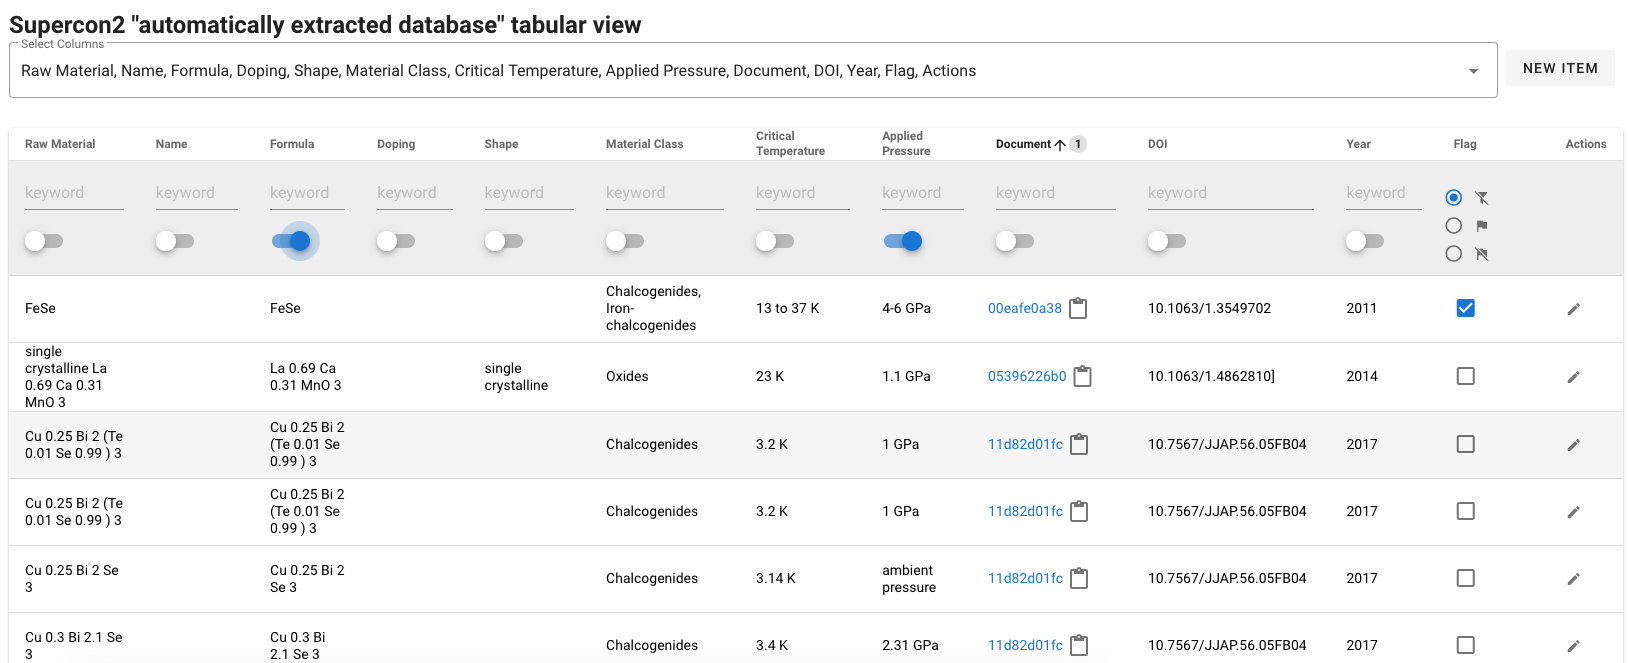 Supercon2 "automatically extracted database" tabular view
Select Columns
Raw Material, Name, Formula, Doping, Shape, Material Class, Critical Temperature, Applied Pressure, Document, DOI, Year, Flag, Actions
NEW ITEM
Raw Material Name Formula Doping Shape Material Class Critical Temperature Applied Pressure Document 1 DOI Year Flag Actions
keyword keyword keyword keyword keyword keyword keyword keyword keyword keyword keyword
FeSe
FeSe
Chalcogenides,
Iron-
chalcogenides
13 to 37 K
4-6 GPa
00eafe0a38
10.1063/1.3549702
2011
single
crystalline La
0.69 Ca 0.31
MnO 3
La 0.69 Ca
0.31 MnO 3
single
crystalline
Oxides
23 K
1.1 GPa
05396226b0
10.1063/1.4862810]
2014
Cu 0.25 Bi 2 (Te
0.01 Se 0.99 ) 3
Cu 0.25 Bi 2
(Te 0.01 Se
0.99 ) 3
Chalcogenides
3.2 K
1 GPa
11d82d01fc
10.7567/JJAP.56.05FB04
2017
Cu 0.25 Bi 2 (Te
0.01 Se 0.99 ) 3
Cu 0.25 Bi 2
(Te 0.01 Se
0.99 ) 3
Chalcogenides
3.2 K
1 GPa
11d82d01fc
10.7567/JJAP.56.05FB04
2017
Cu 0.25 Bi 2 Se
3
Cu 0.25 Bi 2
Se 3
Chalcogenides
3.14 K
ambient
pressure
11d82d01fc
10.7567/JJAP.56.05FB04
2017
Cu 0.3 Bi 2.1 Se
3
Cu 0.3 Bi
2.1 Se 3
Chalcogenides
3.4 K
2.31 GPa
11d82d01fc
10.7567/JJAP.56.05FB04
2017